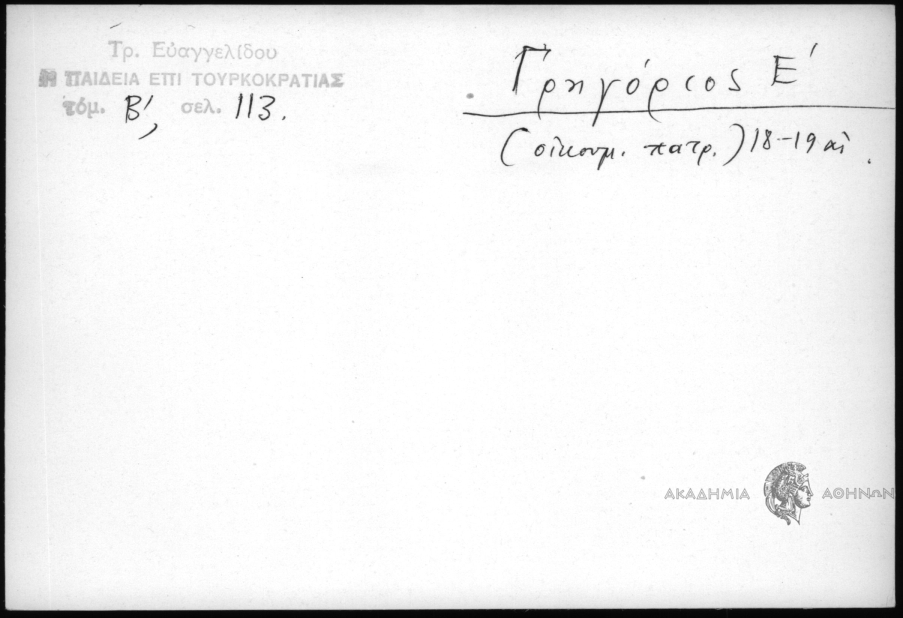 Τρ. Εὐαγγελίδου
Η ΠΑΙΔΕΙΑ ΕΠΙ ΤΟΥΡΚΟΚΡΑΤΙΑΣ
τόμ. Β', σελ. 113.
Γρηγόριος Ε'
(οἰκουμ. πατρ.) 18-19 αἰ.
ΑΚΑΔΗΜΙΑ ΑΘΗΝΩΝ